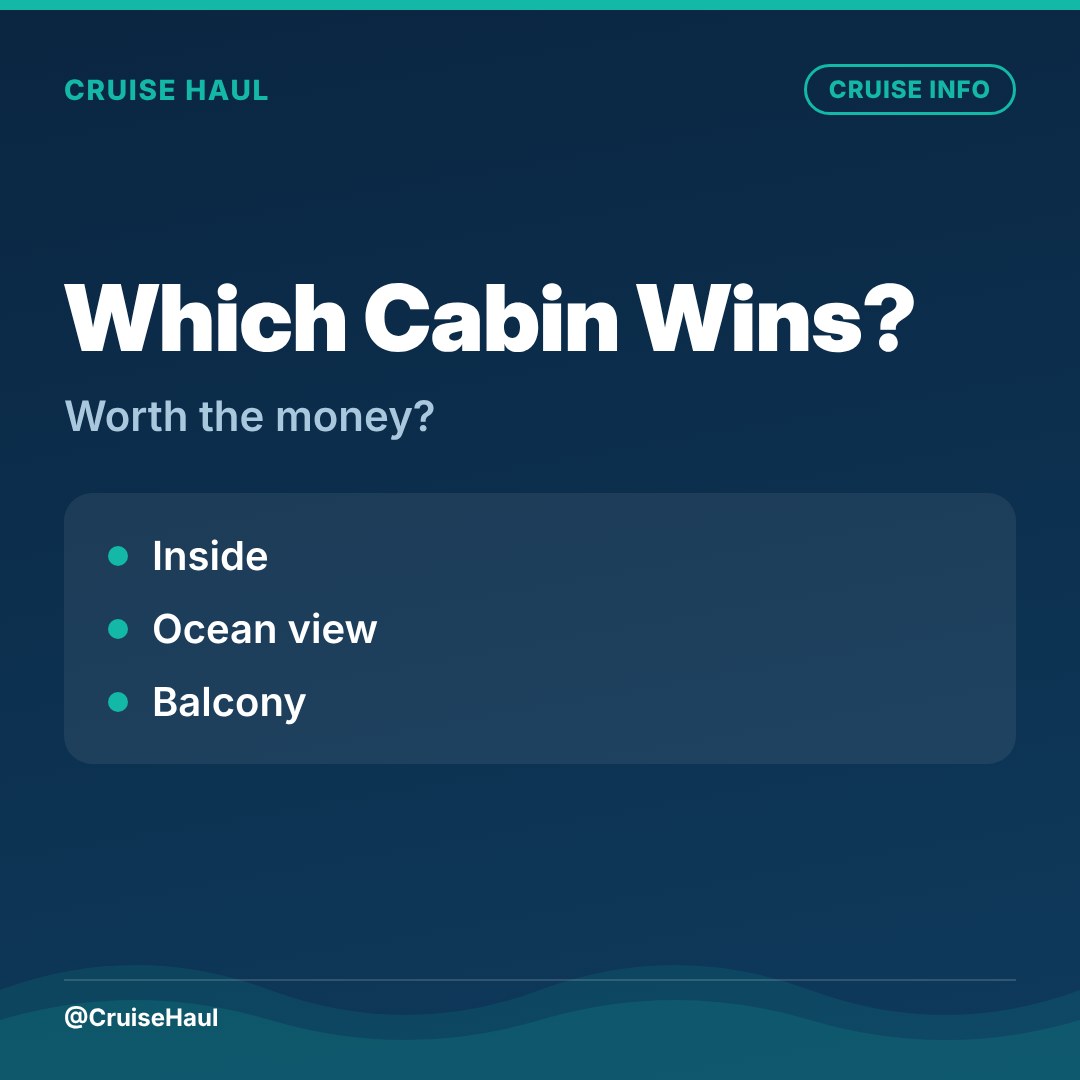 CRUISE HAUL
CRUISE INFO
Which Cabin Wins?
Worth the money?
Inside
Ocean view
Balcony
@CruiseHaul